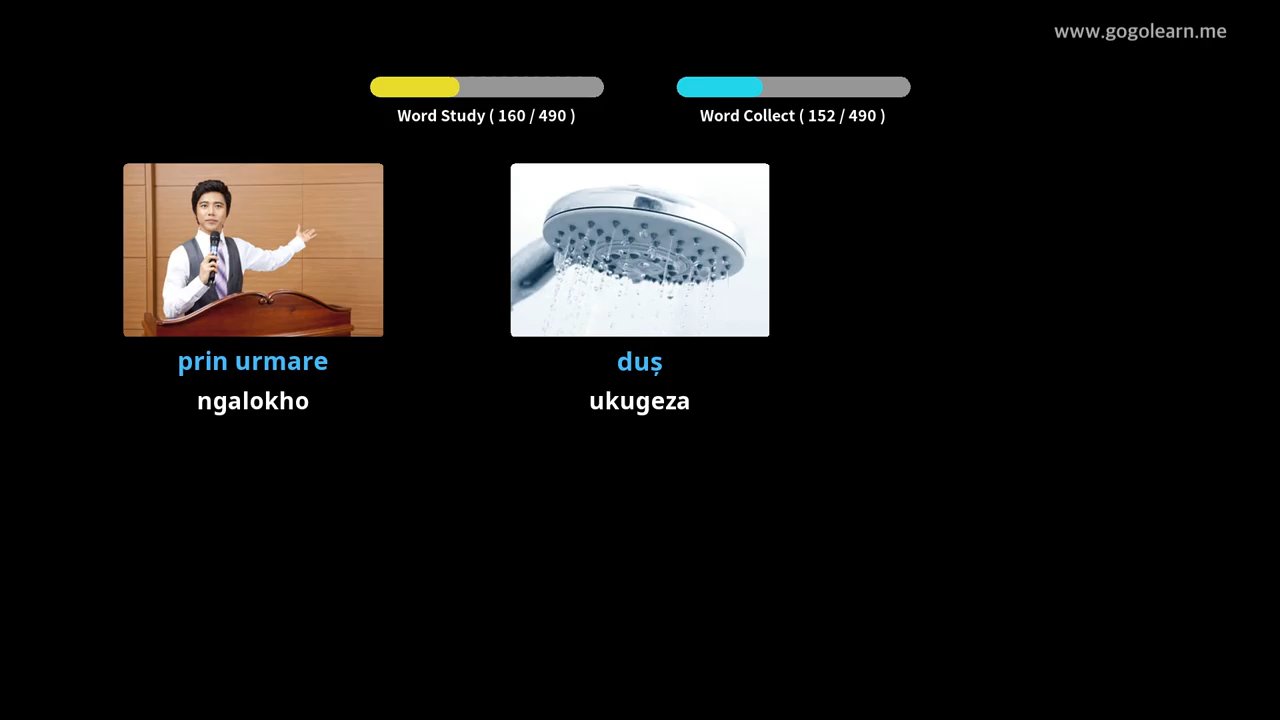 www.gogolearn.me
Word Study ( 160 / 490 )
Word Collect ( 152 / 490 )
prin urmare
ngalokho
duș
ukugeza